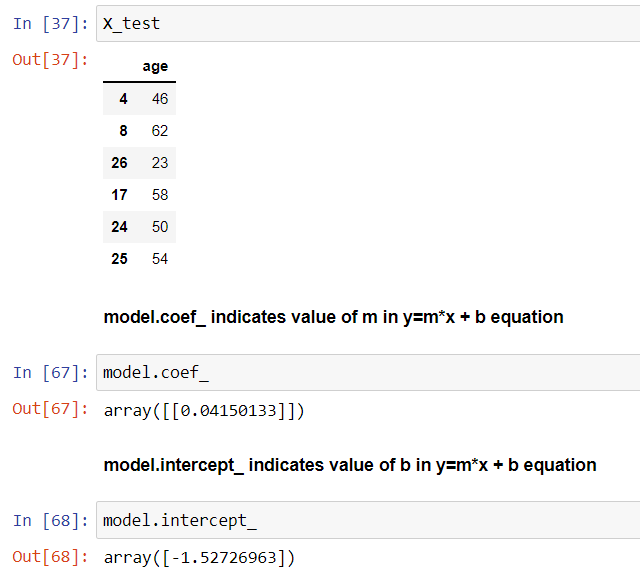 In [37]: X_test
Out[37]:
age
4 46
8 62
26 23
17 58
24 50
25 54
model.coef_ indicates value of m in y=m*x + b equation
In [67]: model.coef_
Out[67]: array([[0.04150133]])
model.intercept_ indicates value of b in y=m*x + b equation
In [68]: model.intercept_
Out[68]: array([-1.52726963])